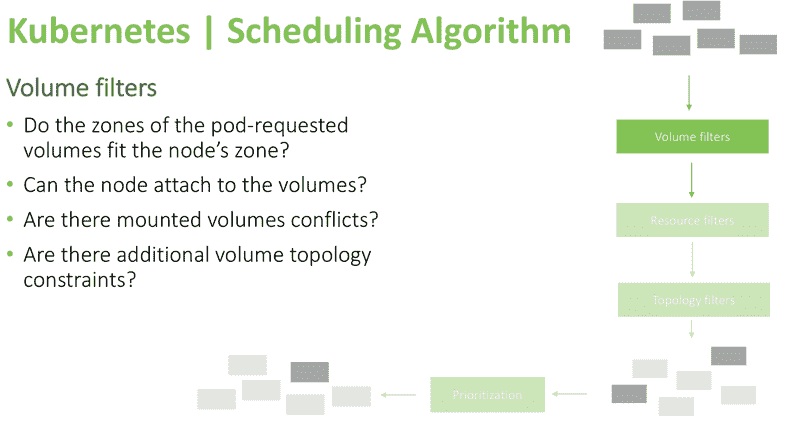 Kubernetes | Scheduling Algorithm
Volume filters
• Do the zones of the pod-requested
volumes fit the node’s zone?
• Can the node attach to the volumes?
• Are there mounted volumes conflicts?
• Are there additional volume topology
constraints?
Volume filters
Resource filters
Topology filters
Prioritization